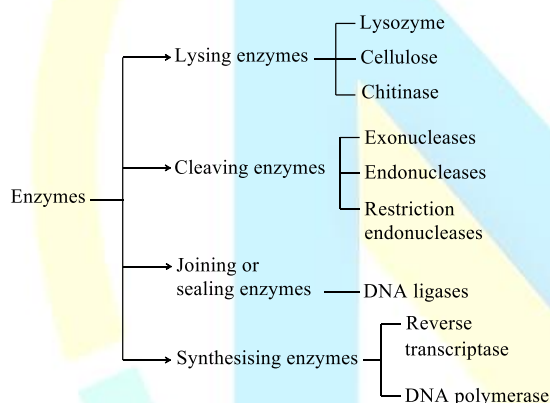 Lysozyme
Lysing enzymes
Cellulose
Chitinase
Exonucleases
Cleaving enzymes
Endonucleases
Enzymes
Restriction
endonucleases
Joining or
sealing enzymes
DNA ligases
Reverse
transcriptase
Synthesising enzymes
DNA polymerase